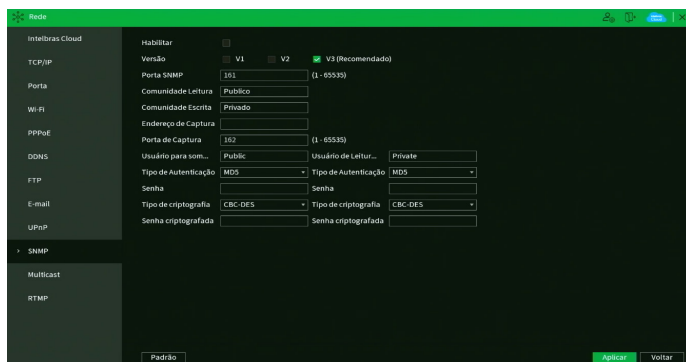 Rede
Intelbras Cloud
TCP/IP
Porta
Wi-Fi
PPPoE
DDNS
FTP
E-mail
UPnP
SNMP
Multicast
RTMP
Habilitar
Versão V1 V2 V3 (Recomendado)
Porta SNMP 161 (1 - 65535)
Comunidade Leitura Publico
Comunidade Escrita Privado
Endereço de Captura
Porta de Captura 162 (1 - 65535)
Usuário para som... Public Usuário de Leitur... Private
Tipo de Autenticação MD5 Tipo de Autenticação MD5
Senha Senha
Tipo de criptografia CBC-DES Tipo de criptografia CBC-DES
Senha criptografada Senha criptografada
Padrão Aplicar Voltar